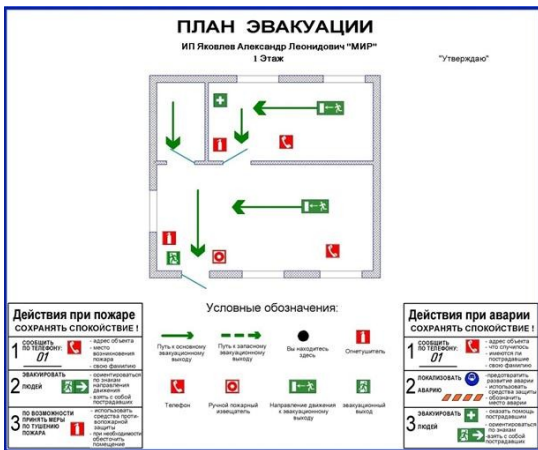 ПЛАН ЭВАКУАЦИИ
ИП Яковлев Александр Леонидович "МИР"
1 Этаж
"Утверждаю"
Действия при пожаре
СОХРАНЯТЬ СПОКОЙСТВИЕ !
1 СООБЩИТЬ
ПО ТЕЛЕФОНУ:
01
- адрес объекта
- место
возникновения
пожара
- свою фамилию
2 ЭВАКУИРОВАТЬ
ЛЮДЕЙ
- ориентироваться
по знакам
направления
движения
- взять с собой
пострадавших
3 ПО ВОЗМОЖНОСТИ
ПРИНЯТЬ МЕРЫ
ПО ТУШЕНИЮ
ПОЖАРА
- использовать
средства проти-
вопожарной
защиты
- при необходимости
обесточить
помещение
Условные обозначения:
Путь к основному
эвакуационному
выходу
Путь к запасному
эвакуационному
выходу
Вы находитесь
здесь
Огнетушитель
Телефон
Ручной пожарный
извещатель
Направление движения
к эвакуационному
выходу
эвакуационный
выход
Действия при аварии
СОХРАНЯТЬ СПОКОЙСТВИЕ !
1 СООБЩИТЬ
ПО ТЕЛЕФОНУ:
01
- адрес объекта
- что случилось
- имеются ли
пострадавшие
- свою фамилию
2 ЛОКАЛИЗОВАТЬ
АВАРИЮ
-предотвратить
развитие аварии
- использовать
средства защиты
- обозначить
место аварии
3 ЭВАКУИРОВАТЬ
ЛЮДЕЙ
- оказать помощь
пострадавшим
- ориентироваться
по знакам
-взять с собой
пострадавших